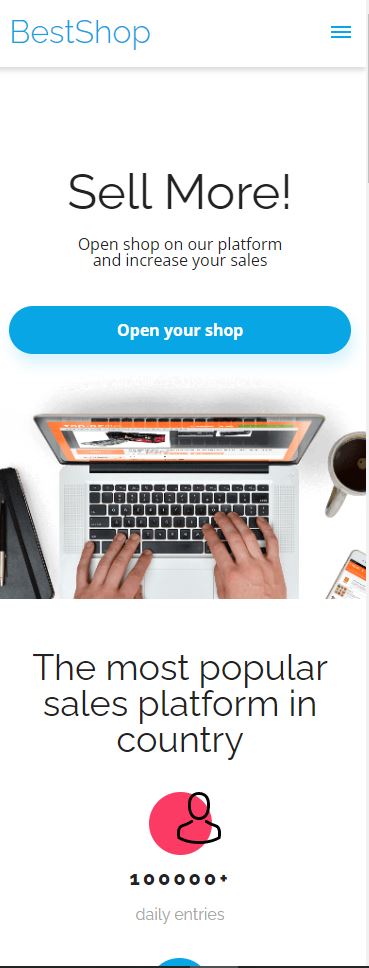 BestShop
Sell More!
Open shop on our platform
and increase your sales
Open your shop
The most popular
sales platform in
country
100000+
daily entries